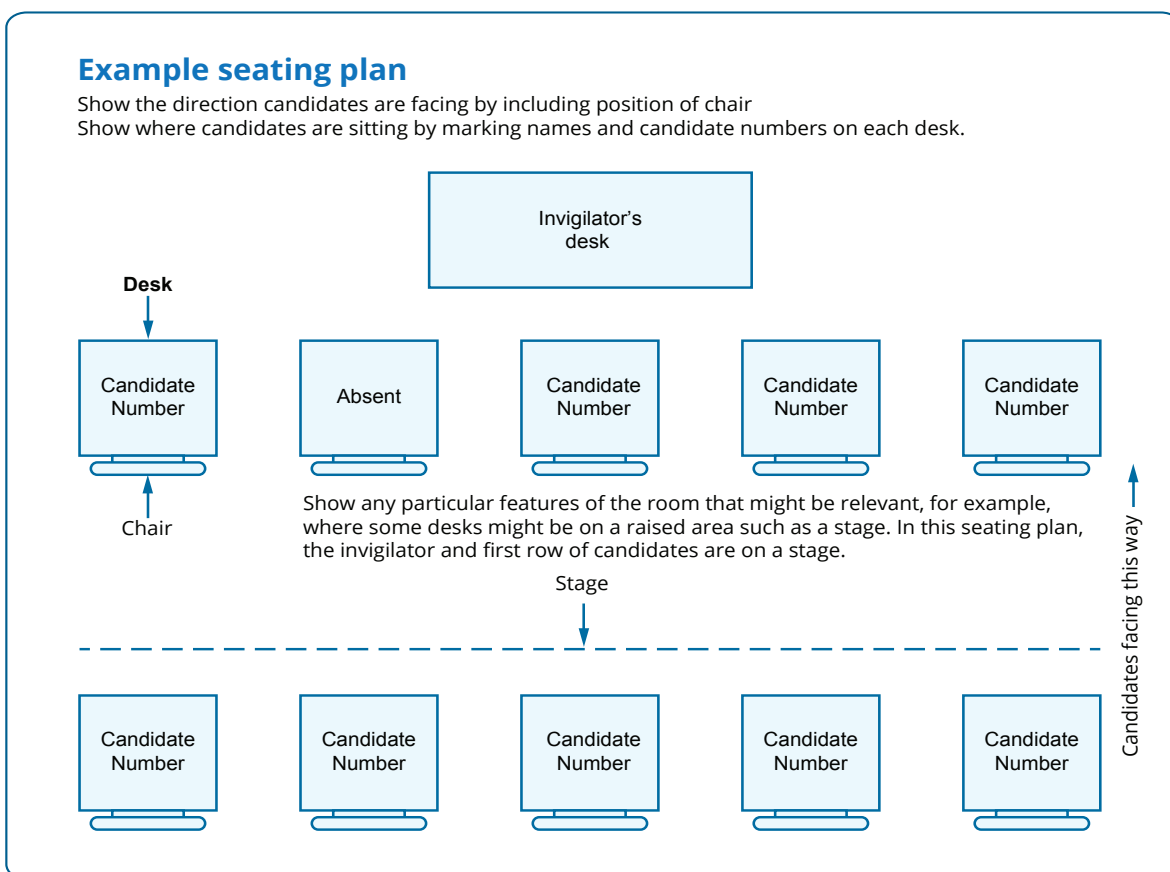 Example seating plan
Show the direction candidates are facing by including position of chair
Show where candidates are sitting by marking names and candidate numbers on each desk.
Invigilator's
desk
Desk
Candidate
Number
Absent
Candidate
Number
Candidate
Number
Candidate
Number
Chair
Show any particular features of the room that might be relevant, for example,
where some desks might be on a raised area such as a stage. In this seating plan,
the invigilator and first row of candidates are on a stage.
Stage
Candidates facing this way
Candidate
Number
Candidate
Number
Candidate
Number
Candidate
Number
Candidate
Number